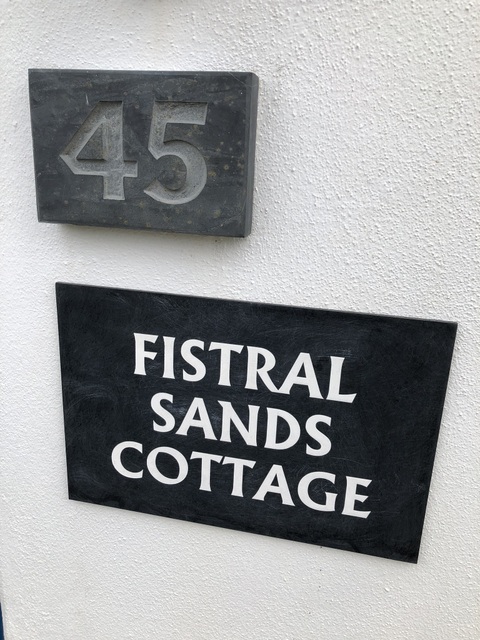 45
FISTRAL
SANDS
COTTAGE